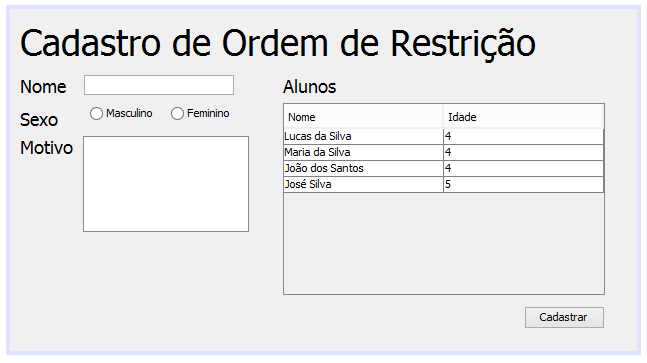 Cadastro de Ordem de Restrição
Nome
Sexo
Masculino
Feminino
Motivo
Alunos
Nome Idade
Lucas da Silva 4
Maria da Silva 4
João dos Santos 4
José Silva 5
Cadastrar